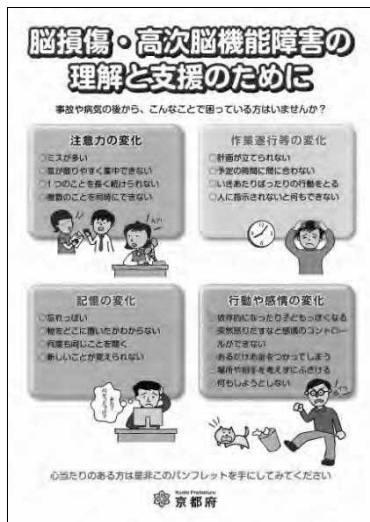 脳損傷・高次脳機能障害の
理解と支援のために
事故や病気の後から、こんなことで困っている方はいませんか?
注意力の変化
○ミスが多い
○気が散りやすく集中できない
○1つのことを長く続けられない
○複数のことを同時にできない
作業遂行等の変化
○計画が立てられない
○予定の時間に間に合わない
○いきあたりばったりの行動をとる
○人に指示されないと何もできない
記憶の変化
○忘れっぽい
○物をどこに置いたかわからない
○何度も同じことを聞く
○新しいことが覚えられない
行動や感情の変化
○依存的になったり子どもっぽくなる
○突然怒りだすなど感情のコントロー
ルができない
○あるだけお金をつかってしまう
○場所や相手を考えずにふざける
○何もしようとしない
心当たりのある方は是非このパンフレットを手にしてみてください
Kyoto Prefecture
京都府